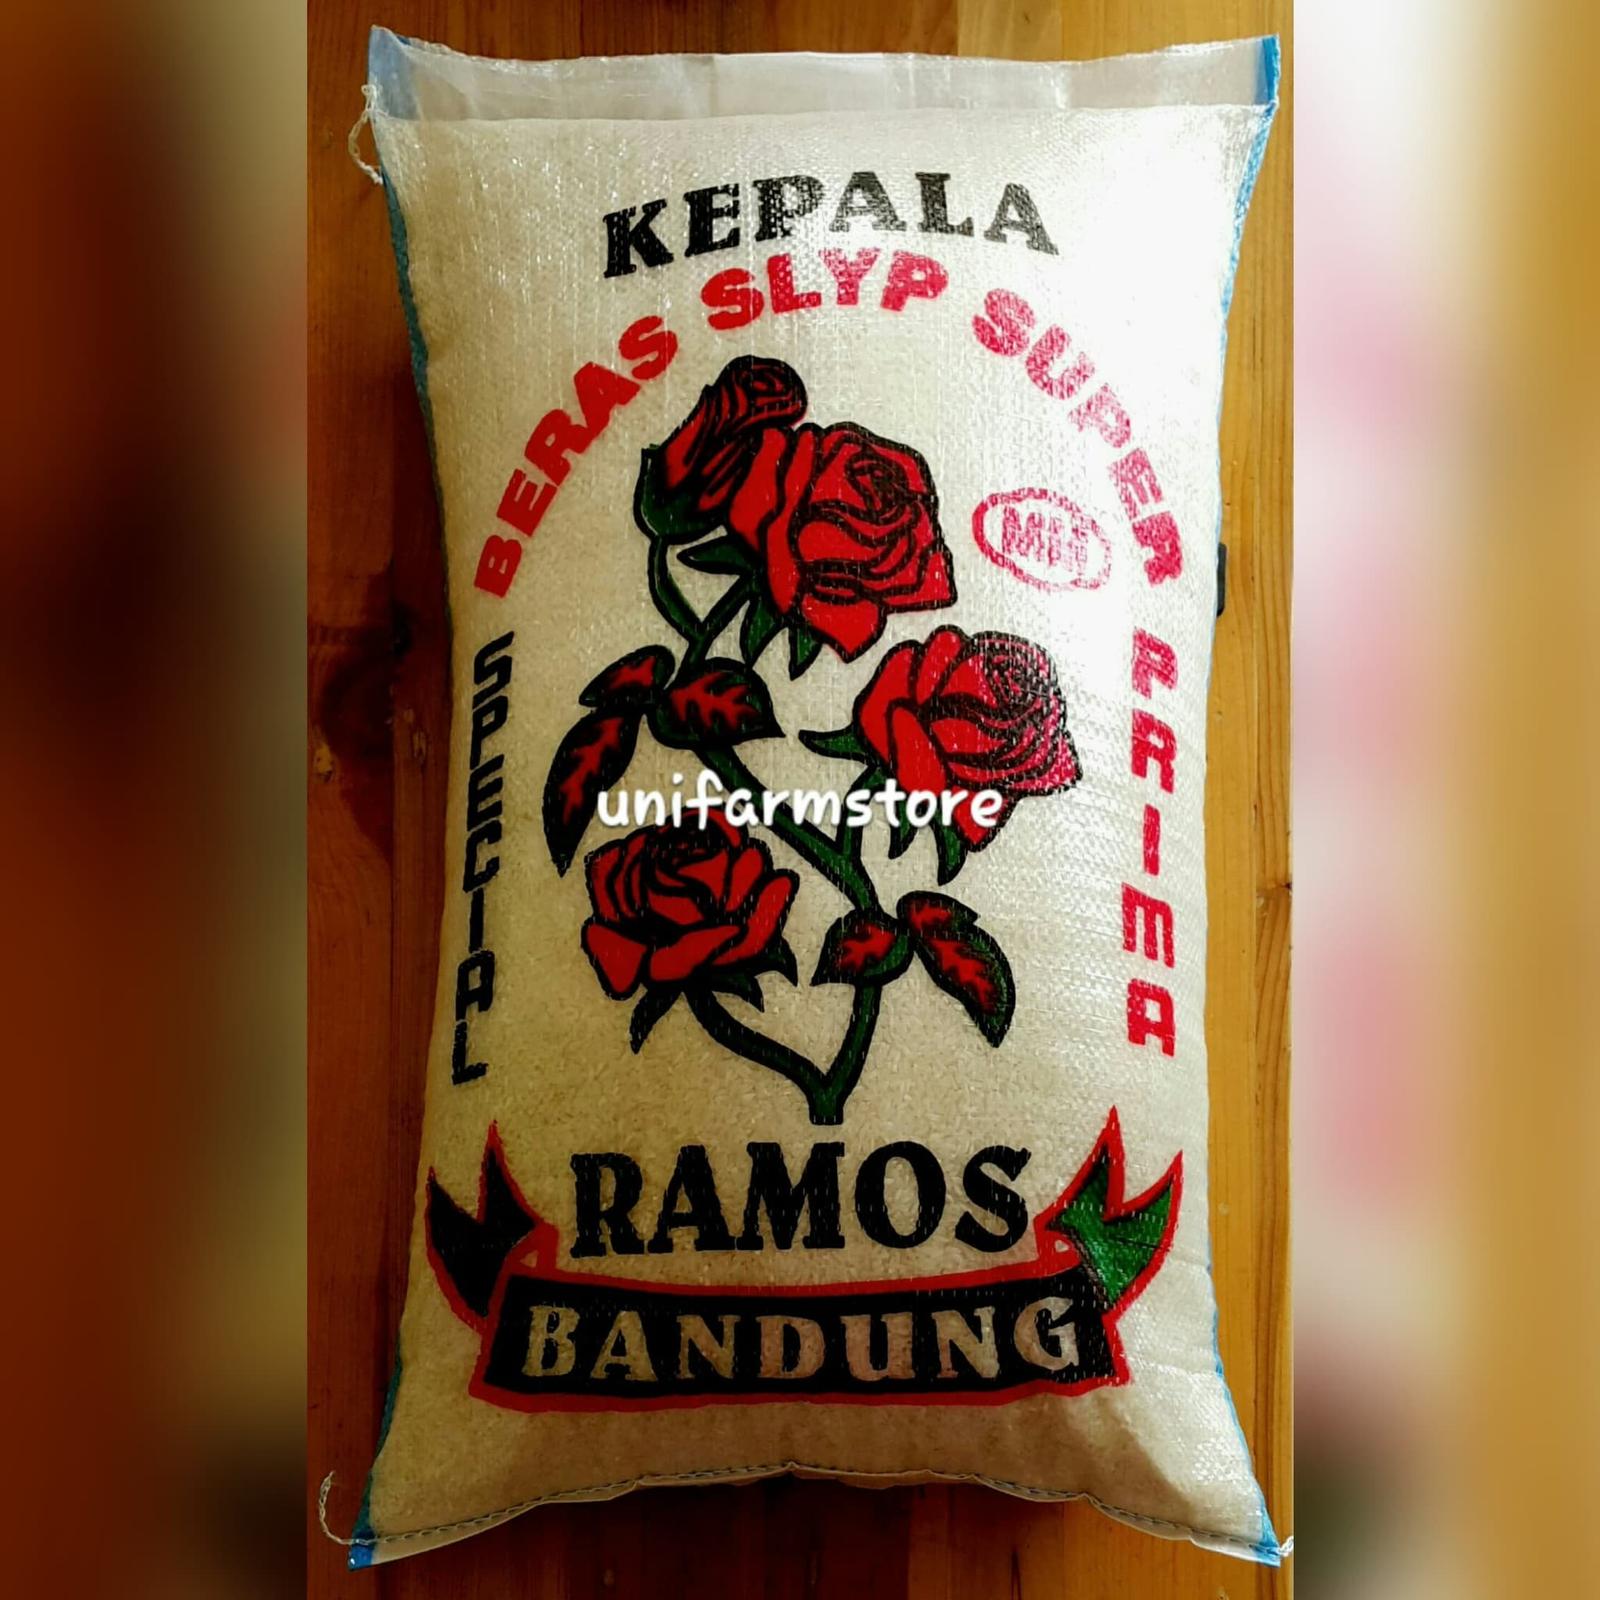 KEPALA
BERAS SLYP SUPER
SPECIAL
PRIMA
unifarmstore
RAMOS
BANDUNG